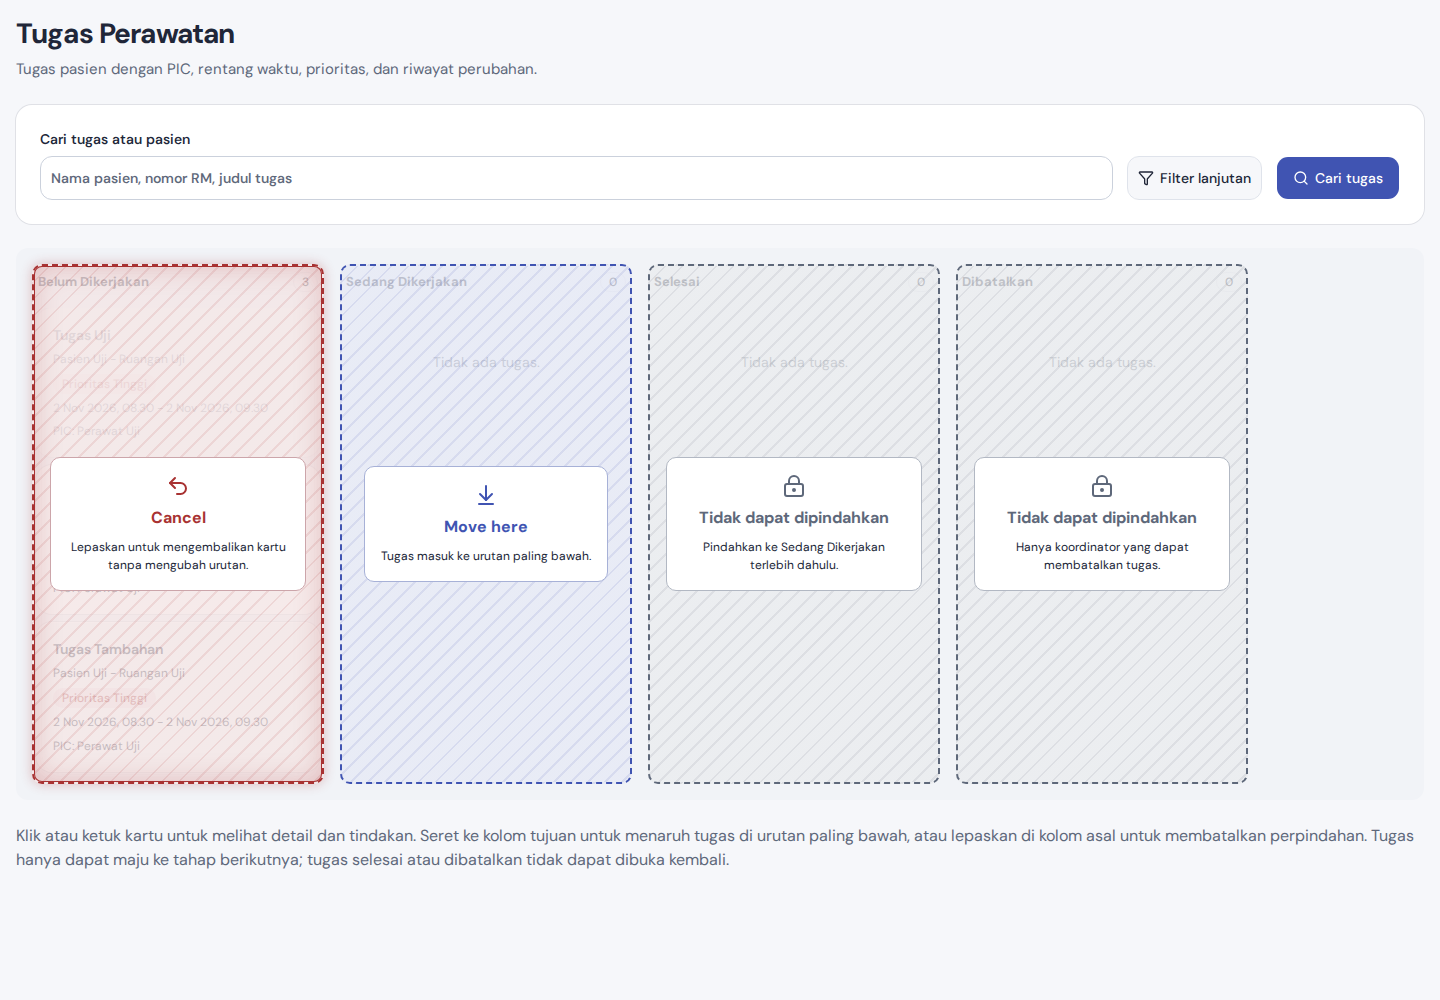 Tugas Perawatan
Tugas pasien dengan PIC, rentang waktu, prioritas, dan riwayat perubahan.
Cari tugas atau pasien
Nama pasien, nomor RM, judul tugas
Filter lanjutan
Cari tugas
Belum Dikerjakan 3
Tugas Uji
Pasien Uji - Ruangan Uji
Prioritas Tinggi
2 Nov 2026, 08.30 - 2 Nov 2026, 09.30
PIC: Perawat Uji
Cancel
Lepaskan untuk mengembalikan kartu
tanpa mengubah urutan.
Tugas Tambahan
Pasien Uji - Ruangan Uji
Prioritas Tinggi
2 Nov 2026, 08.30 - 2 Nov 2026, 09.30
PIC: Perawat Uji
Sedang Dikerjakan 0
Tidak ada tugas.
Move here
Tugas masuk ke urutan paling bawah.
Selesai 0
Tidak ada tugas.
Tidak dapat dipindahkan
Pindahkan ke Sedang Dikerjakan
terlebih dahulu.
Dibatalkan 0
Tidak ada tugas.
Tidak dapat dipindahkan
Hanya koordinator yang dapat
membatalkan tugas.
Klik atau ketuk kartu untuk melihat detail dan tindakan. Seret ke kolom tujuan untuk menaruh tugas di urutan paling bawah, atau lepaskan di kolom asal untuk membatalkan perpindahan. Tugas
hanya dapat maju ke tahap berikutnya; tugas selesai atau dibatalkan tidak dapat dibuka kembali.